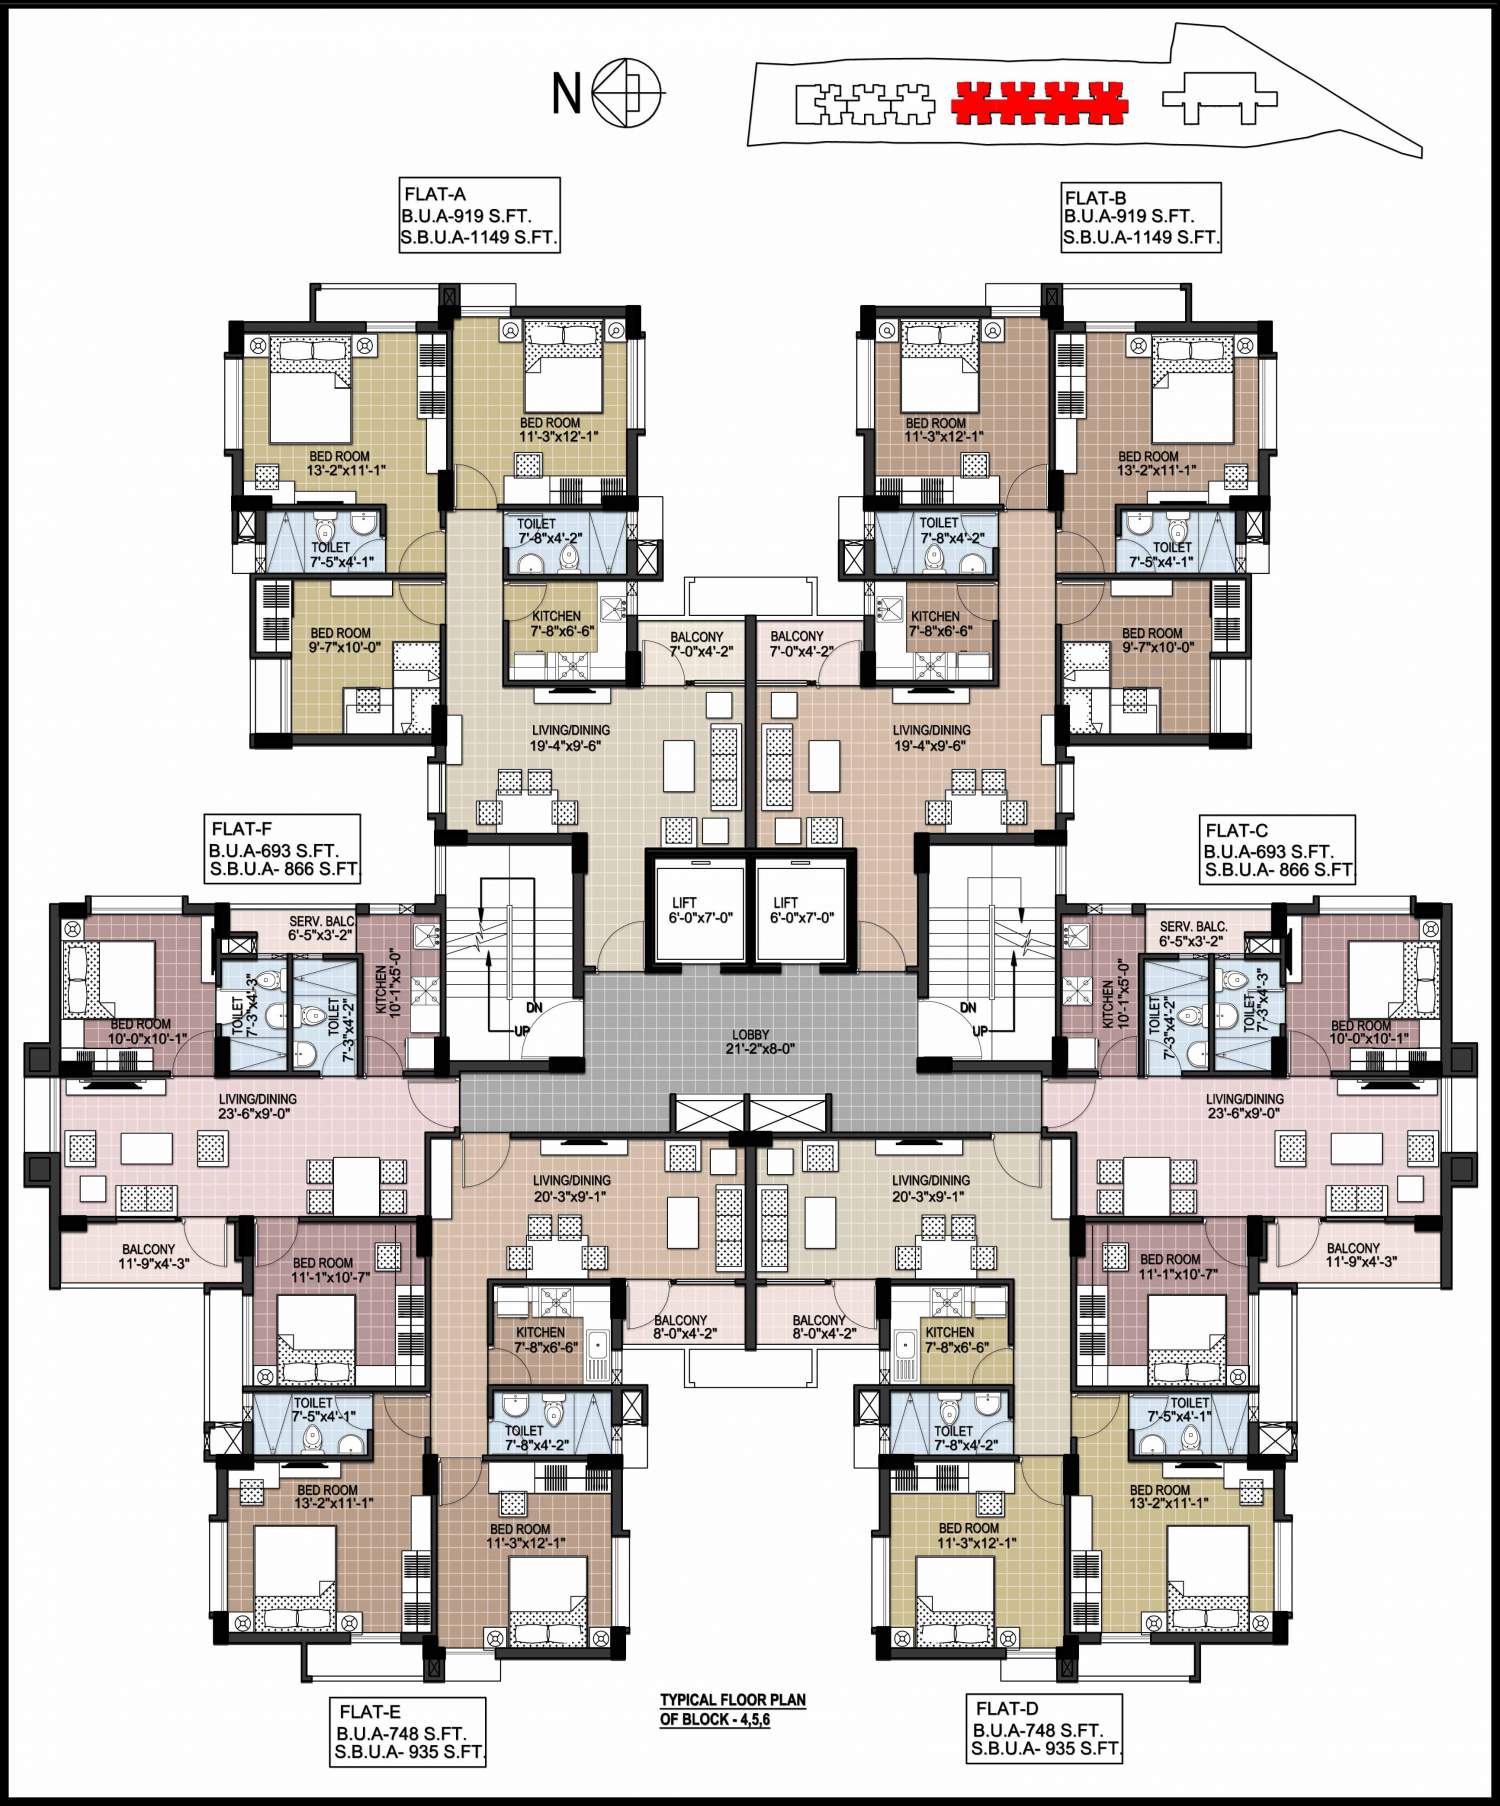 N
FLAT-A
B.U.A-919 S.FT.
S.B.U.A-1149 S.FT.
FLAT-B
B.U.A-919 S.FT.
S.B.U.A-1149 S.FT.
BED ROOM
13'-2"x11'-1"
BED ROOM
11'-3"x12'-1"
BED ROOM
11'-3"x12'-1"
BED ROOM
13'-2"x11'-1"
TOILET
7'-5"x4'-1"
TOILET
7'-8"x4'-2"
TOILET
7'-8"x4'-2"
TOILET
7'-5"x4'-1"
BED ROOM
9'-7"x10'-0"
KITCHEN
7'-8"x6'-6"
BALCONY
7'-0"x4'-2"
BALCONY
7'-0"x4'-2"
KITCHEN
7'-8"x6'-6"
BED ROOM
9'-7"x10'-0"
LIVING/DINING
19'-4"x9'-6"
LIVING/DINING
19'-4"x9'-6"
FLAT-F
B.U.A-693 S.FT.
S.B.U.A- 866 S.FT.
FLAT-C
B.U.A-693 S.FT.
S.B.U.A- 866 S.FT.
LIFT
6'-0"x7'-0"
LIFT
6'-0"x7'-0"
SERV. BALC.
6'-5"x3'-2"
SERV. BALC.
6'-5"x3'-2"
BED ROOM
10'-0"x10'-1"
TOILET
7'-3"x4'-3"
TOILET
7'-3"x4'-2"
KITCHEN
10'-1"x5'-0"
DN
UP
LOBBY
21'-2"x8-0"
DN
UP
KITCHEN
10'-1"x5'-0"
TOILET
7'-3"x4'-2"
TOILET
7'-3"x4'-3"
BED ROOM
10'-0"x10'-1"
LIVING/DINING
23'-6"x9'-0"
LIVING/DINING
23'-6"x9'-0"
LIVING/DINING
20'-3"x9'-1"
LIVING/DINING
20'-3"x9'-1"
BALCONY
11'-9"x4'-3"
BED ROOM
11'-1"x10'-7"
BED ROOM
11'-1"x10'-7"
BALCONY
11'-9"x4'-3"
KITCHEN
7'-8"x6'-6"
BALCONY
8'-0"x4'-2"
BALCONY
8'-0"x4'-2"
KITCHEN
7'-8"x6'-6"
TOILET
7'-5"x4'-1"
TOILET
7'-8"x4'-2"
TOILET
7'-8"x4'-2"
TOILET
7'-5"x4'-1"
BED ROOM
13'-2"x11'-1"
BED ROOM
11'-3"x12'-1"
BED ROOM
11'-3"x12'-1"
BED ROOM
13'-2"x11'-1"
FLAT-E
B.U.A-748 S.FT.
S.B.U.A- 935 S.FT.
TYPICAL FLOOR PLAN
OF BLOCK - 4,5,6
FLAT-D
B.U.A-748 S.FT.
S.B.U.A- 935 S.FT.